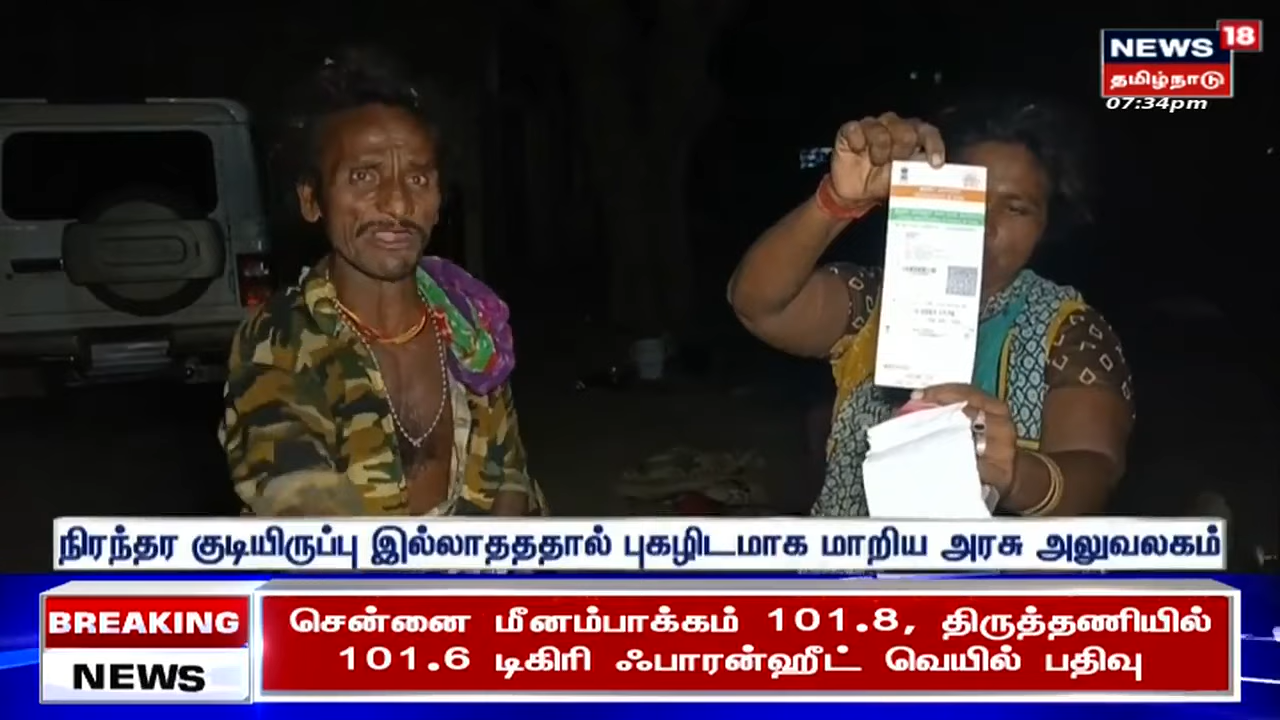 NEWS 18
தமிழ்நாடு
07:34pm
நிரந்தர குடியிருப்பு இல்லாதததால் புகழிடமாக மாறிய அரசு அலுவலகம்
BREAKING
NEWS
சென்னை மீனம்பாக்கம் 101.8, திருத்தணியில்
101.6 டிகிரி ஃபாரன்ஹீட் வெயில் பதிவு